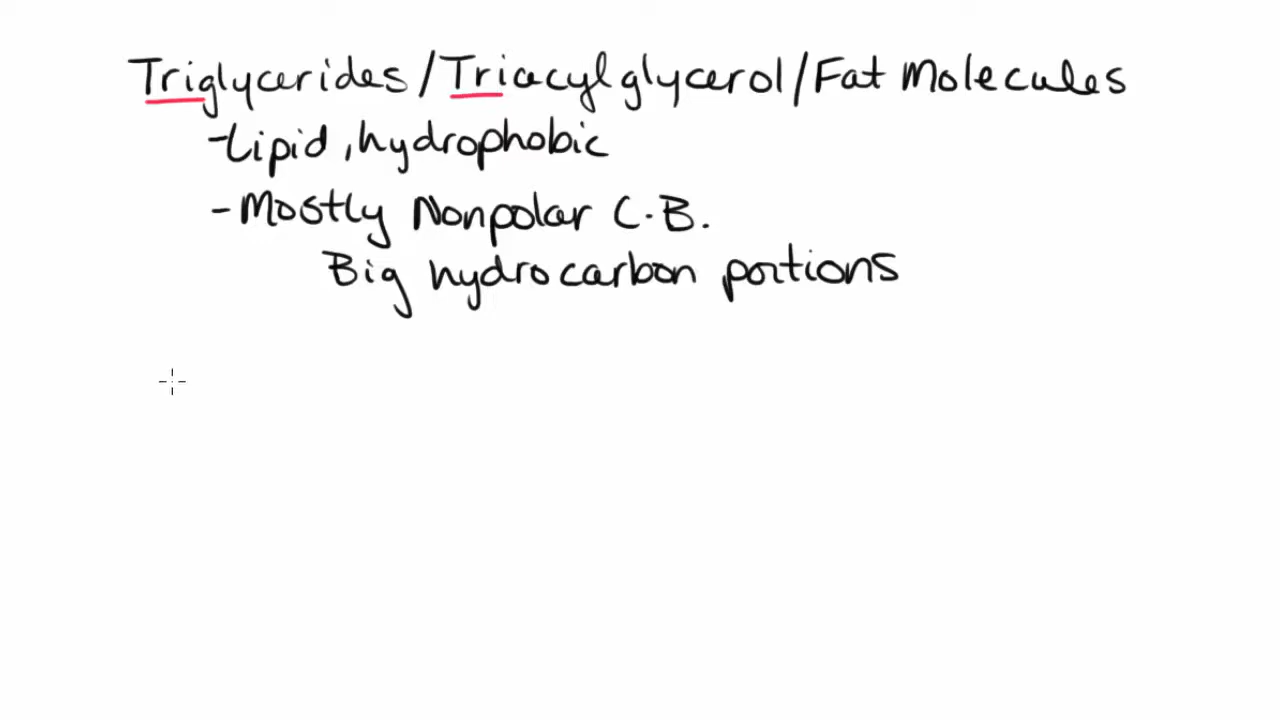 Triglycerides/Triacylglycerol/Fat Molecules
-Lipid, hydrophobic
-Mostly Nonpolar C.B.
Big hydrocarbon portions